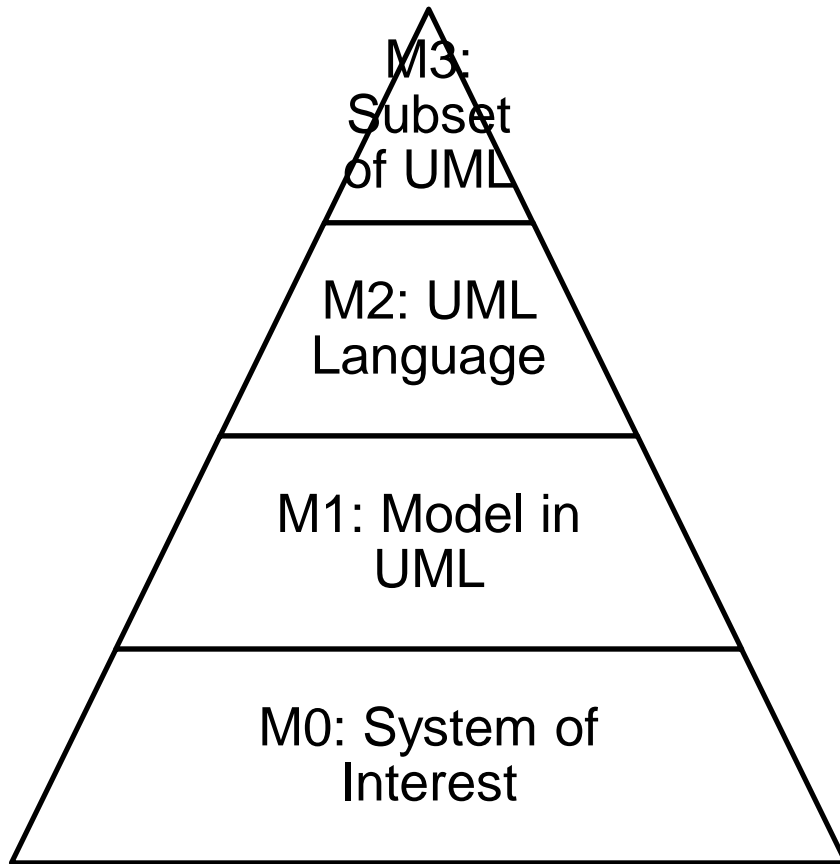 M3:
Subset
of UML
M2: UML
Language
M1: Model in
UML
M0: System of
Interest